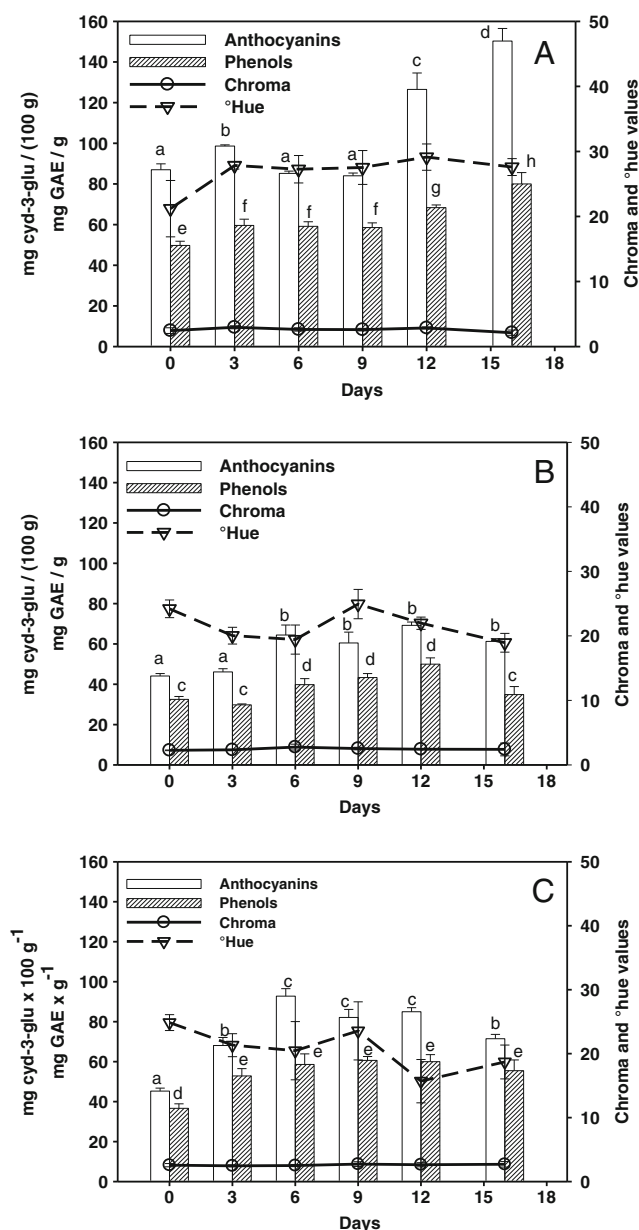 160
140
120
100
80
60
40
20
0
mg cyd-3-glu / (100 g)
mg GAE / g
Anthocyanins
Phenols
Chroma
°Hue
A
a
b
a
a
c
d
e
f
f
f
g
h
50
40
30
20
10
0
Chroma and °hue values
0 3 6 9 12 15 18
Days
160
140
120
100
80
60
40
20
0
mg cyd-3-glu / (100 g)
mg GAE / g
Anthocyanins
Phenols
Chroma
°Hue
B
a
a
b
b
b
b
c
c
d
d
d
c
50
40
30
20
10
0
Chroma and °hue values
0 3 6 9 12 15 18
Days
160
140
120
100
80
60
40
20
0
mg cyd-3-glu x 100 g-1
mg GAE x g-1
Anthocyanins
Phenols
Chroma
°Hue
C
a
b
c
c
c
b
d
e
e
e
e
e
50
40
30
20
10
0
Chroma and °hue values
0 3 6 9 12 15 18
Days